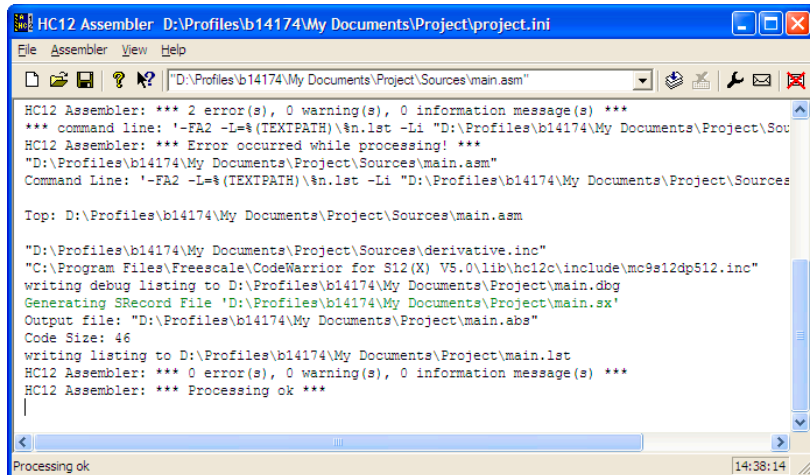 HC12 Assembler D:\Profiles\b14174\My Documents\Project\project.ini
File Assembler View Help
"D:\Profiles\b14174\My Documents\Project\Sources\main.asm"
HC12 Assembler: *** 2 error(s), 0 warning(s), 0 information message(s) ***
*** command line: '-FA2 -L=%(TEXTPATH)\%n.lst -Li "D:\Profiles\b14174\My Documents\Project\Sou
HC12 Assembler: *** Error occurred while processing! ***
"D:\Profiles\b14174\My Documents\Project\Sources\main.asm"
Command Line: '-FA2 -L=%(TEXTPATH)\%n.lst -Li "D:\Profiles\b14174\My Documents\Project\Sources
Top: D:\Profiles\b14174\My Documents\Project\Sources\main.asm
"D:\Profiles\b14174\My Documents\Project\Sources\derivative.inc"
"C:\Program Files\Freescale\CodeWarrior for S12(X) V5.0\lib\hc12c\include\mc9s12dp512.inc"
writing debug listing to D:\Profiles\b14174\My Documents\Project\main.dbg
Generating SRecord File 'D:\Profiles\b14174\My Documents\Project\main.sx'
Output file: "D:\Profiles\b14174\My Documents\Project\main.abs"
Code Size: 46
writing listing to D:\Profiles\b14174\My Documents\Project\main.lst
HC12 Assembler: *** 0 error(s), 0 warning(s), 0 information message(s) ***
HC12 Assembler: *** Processing ok ***
Processing ok 14:38:14